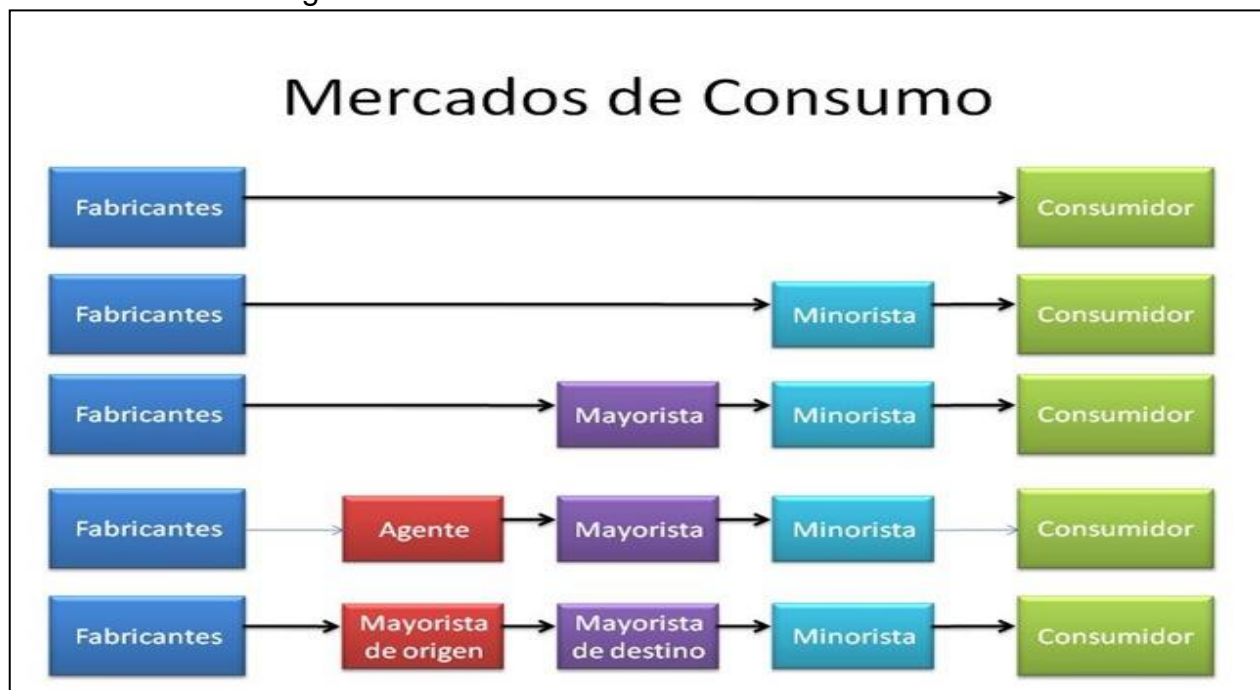 Mercados de Consumo
Fabricantes
Consumidor
Fabricantes
Minorista
Consumidor
Fabricantes
Mayorista
Minorista
Consumidor
Fabricantes
Agente
Mayorista
Minorista
Consumidor
Fabricantes
Mayorista
de origen
Mayorista
de destino
Minorista
Consumidor